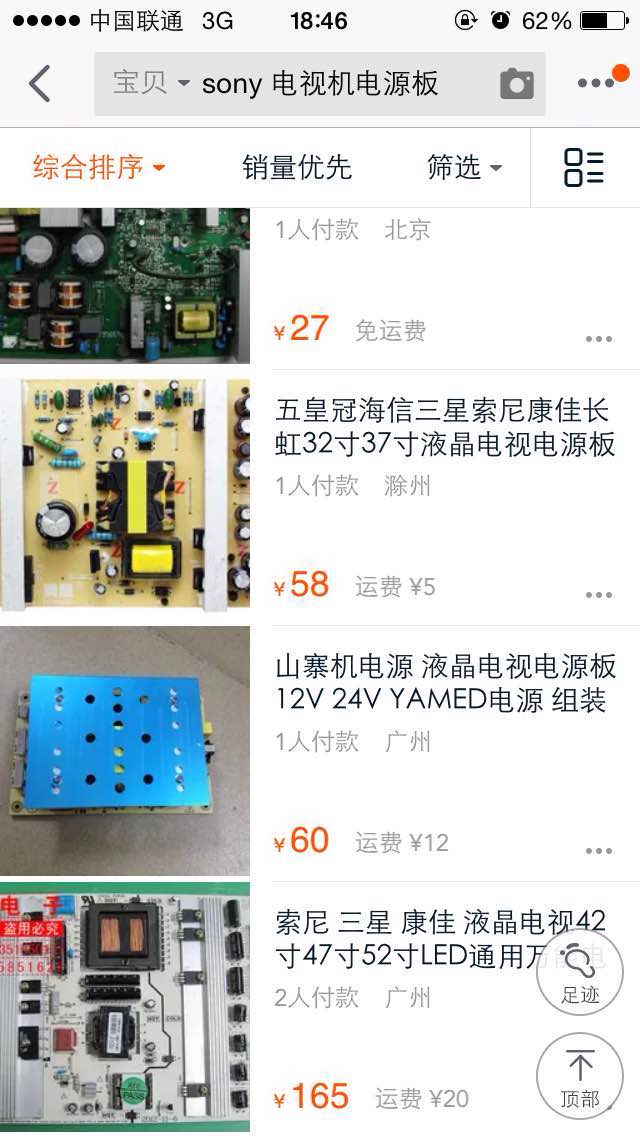 中国联通 3G 18:46 62%
宝贝 sony 电视机电源板
综合排序 销量优先 筛选
1人付款 北京
¥27 免运费
五皇冠海信三星索尼康佳长
虹32寸37寸液晶电视电源板
1人付款 滁州
¥58 运费 ¥5
山寨机电源 液晶电视电源板
12V 24V YAMED电源 组装
1人付款 广州
¥60 运费 ¥12
电 子
盗用必究
索尼 三星 康佳 液晶电视42
寸47寸52寸LED通用万能电
足迹
2人付款 广州
¥165 运费 ¥20
顶部